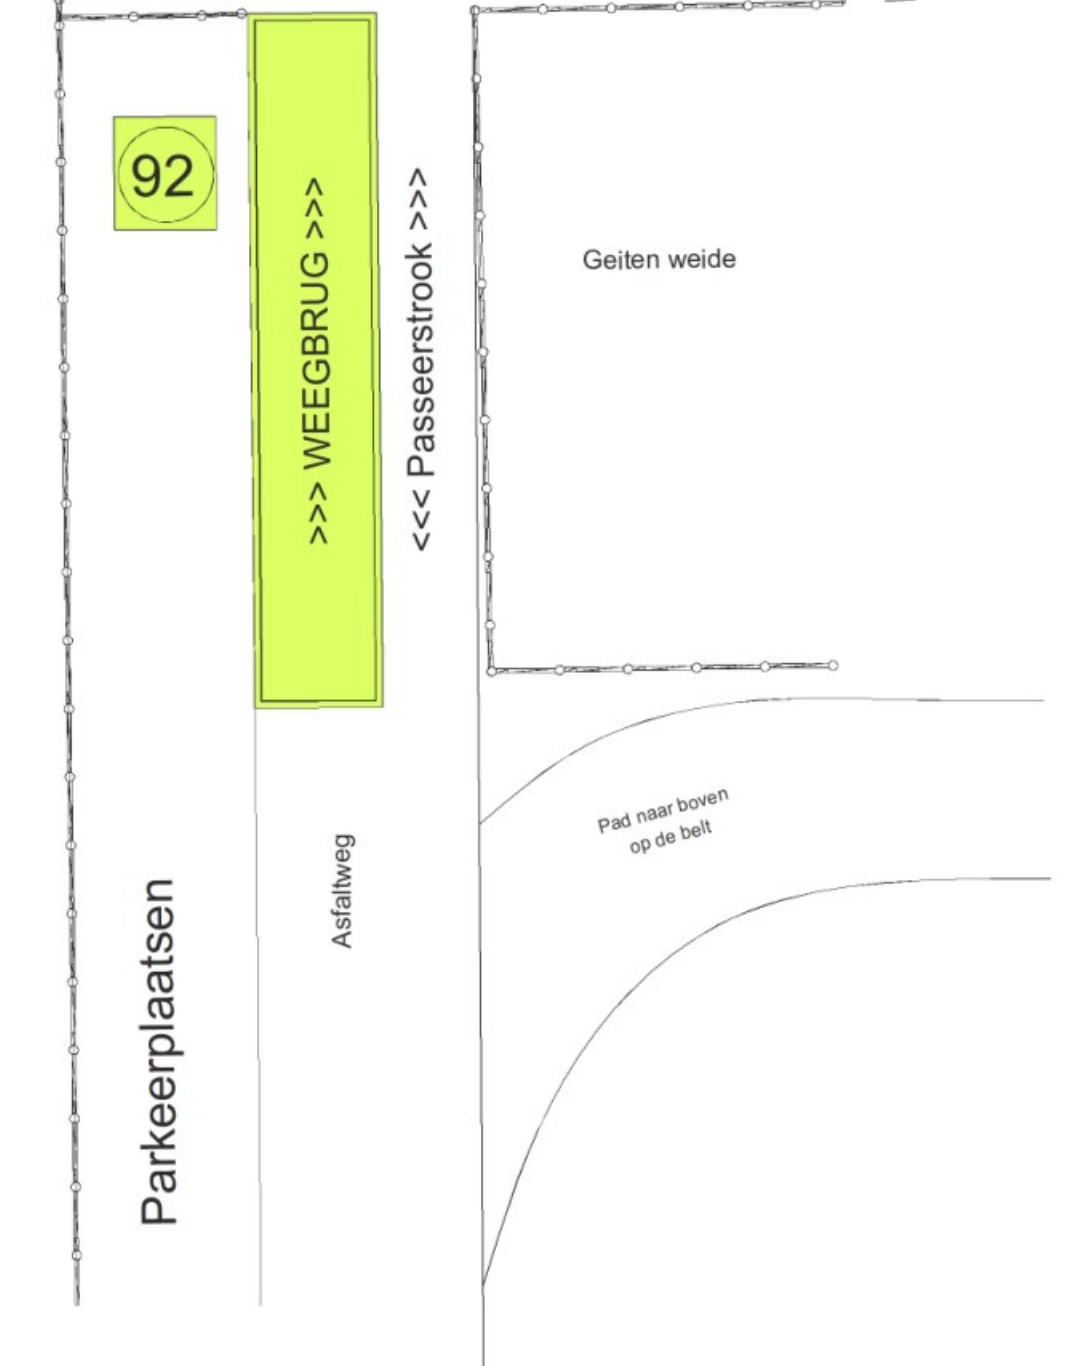 92
>>> WEEGBRUG >>>
<<< Passeerstrook >>>
Geiten weide
Pad naar boven
op de belt
Asfaltweg
Parkeerplaatsen